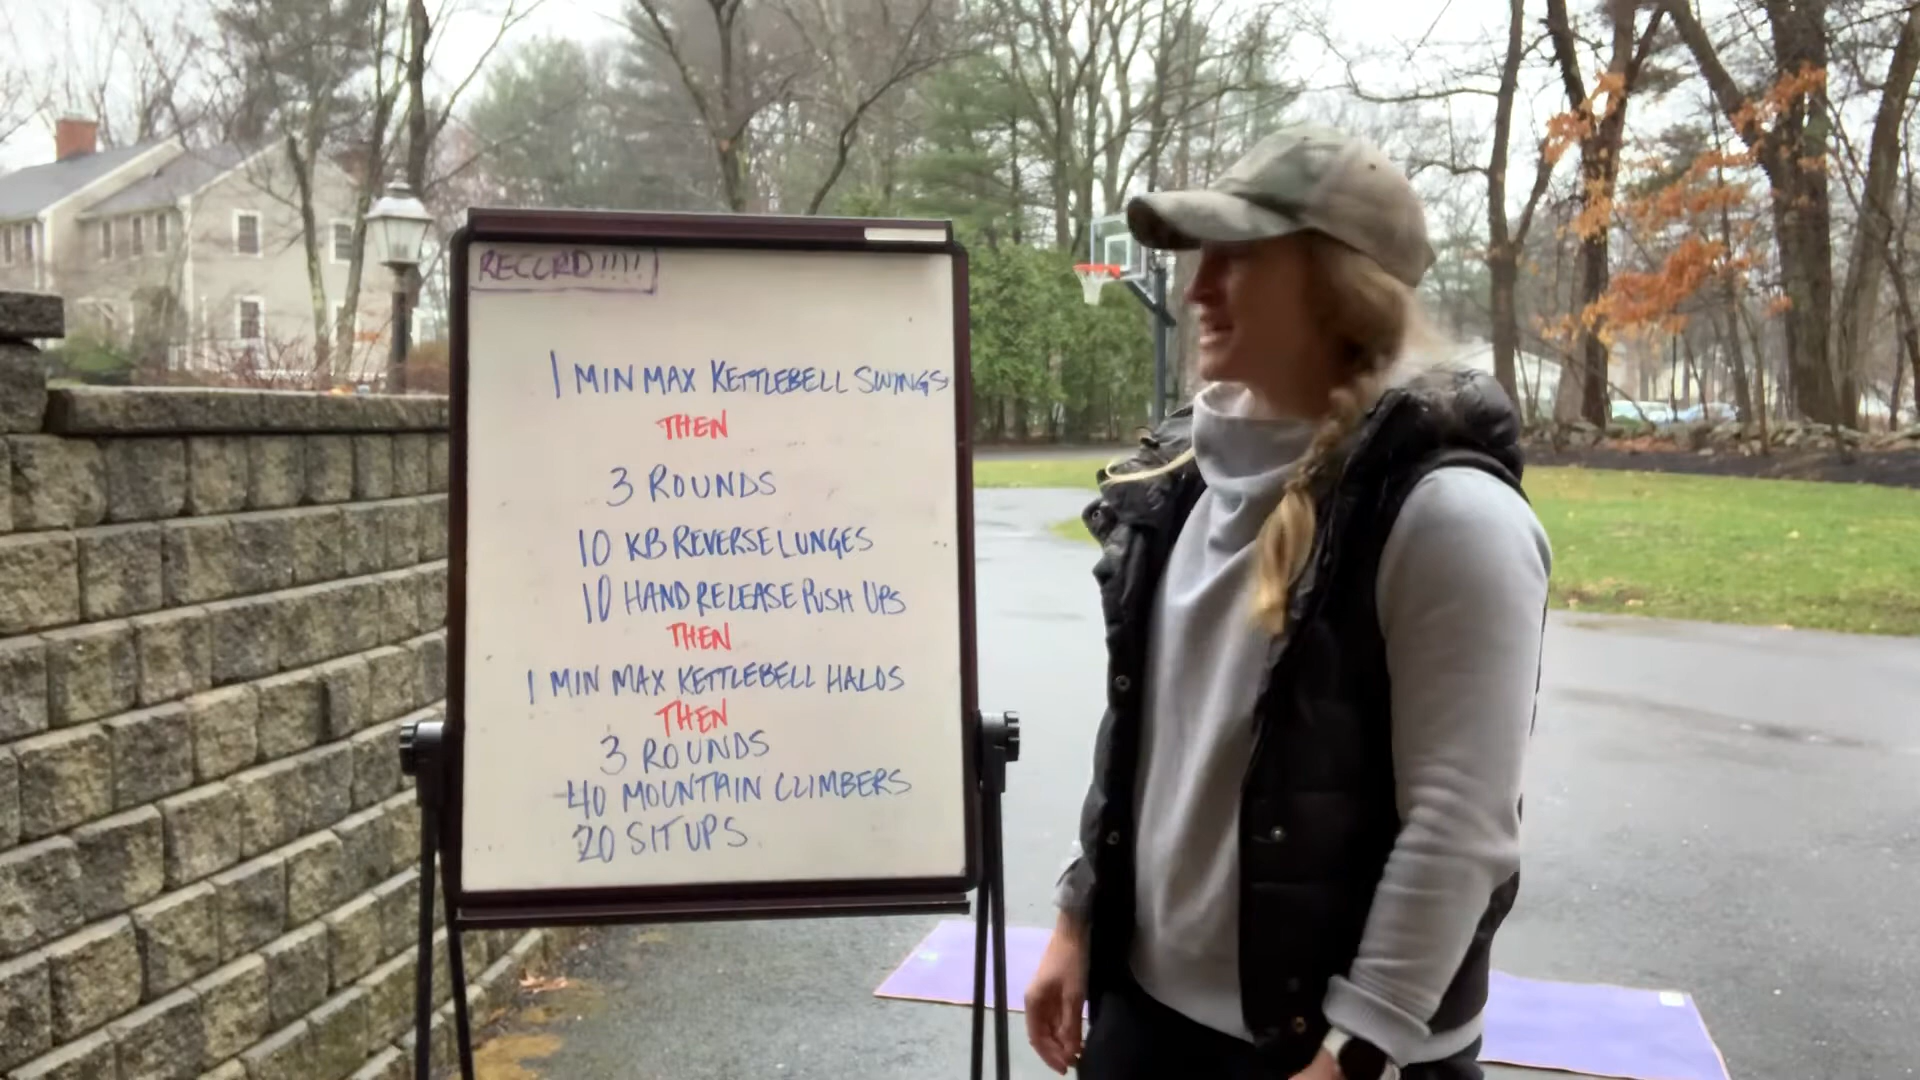 RECORD!!!!
1 MIN MAX KETTLEBELL SWINGS
THEN
3 ROUNDS
10 KB REVERSE LUNGES
10 HAND RELEASE PUSH UPS
THEN
1 MIN MAX KETTLEBELL HALOS
THEN
3 ROUNDS
40 MOUNTAIN CLIMBERS
20 SIT UPS